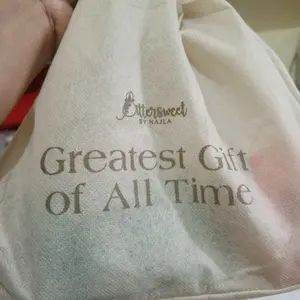 Bittersweet
BY NAJLA
Greatest Gift
of All Time